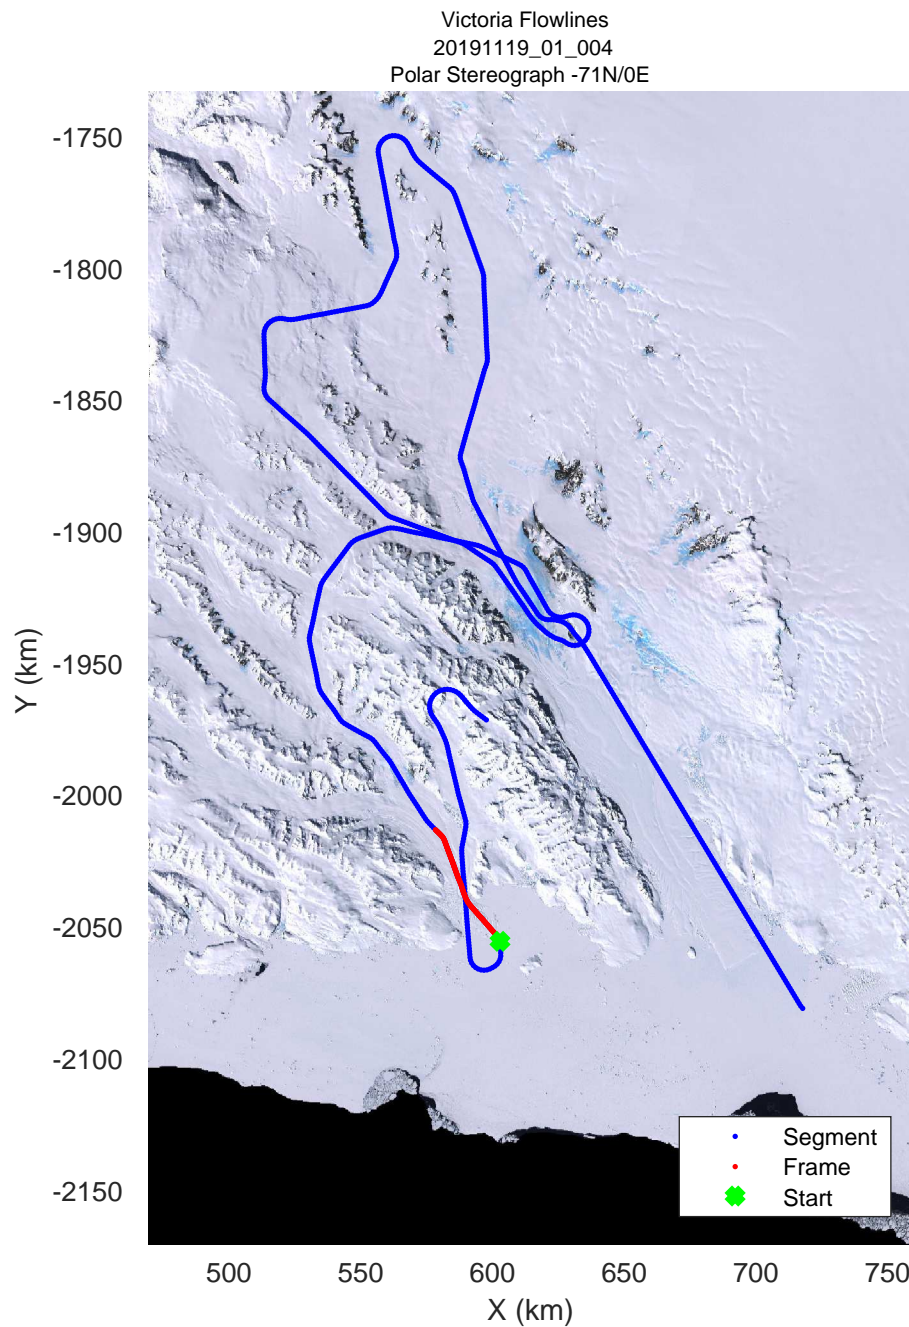 Victoria Flowlines
20191119_01_004
Polar Stereograph -71N/0E
-1750
-1800
-1850
-1900
-1950
-2000
-2050
-2100
-2150
Y (km)
Segment
Frame
Start
500 550 600 650 700 750
X (km)